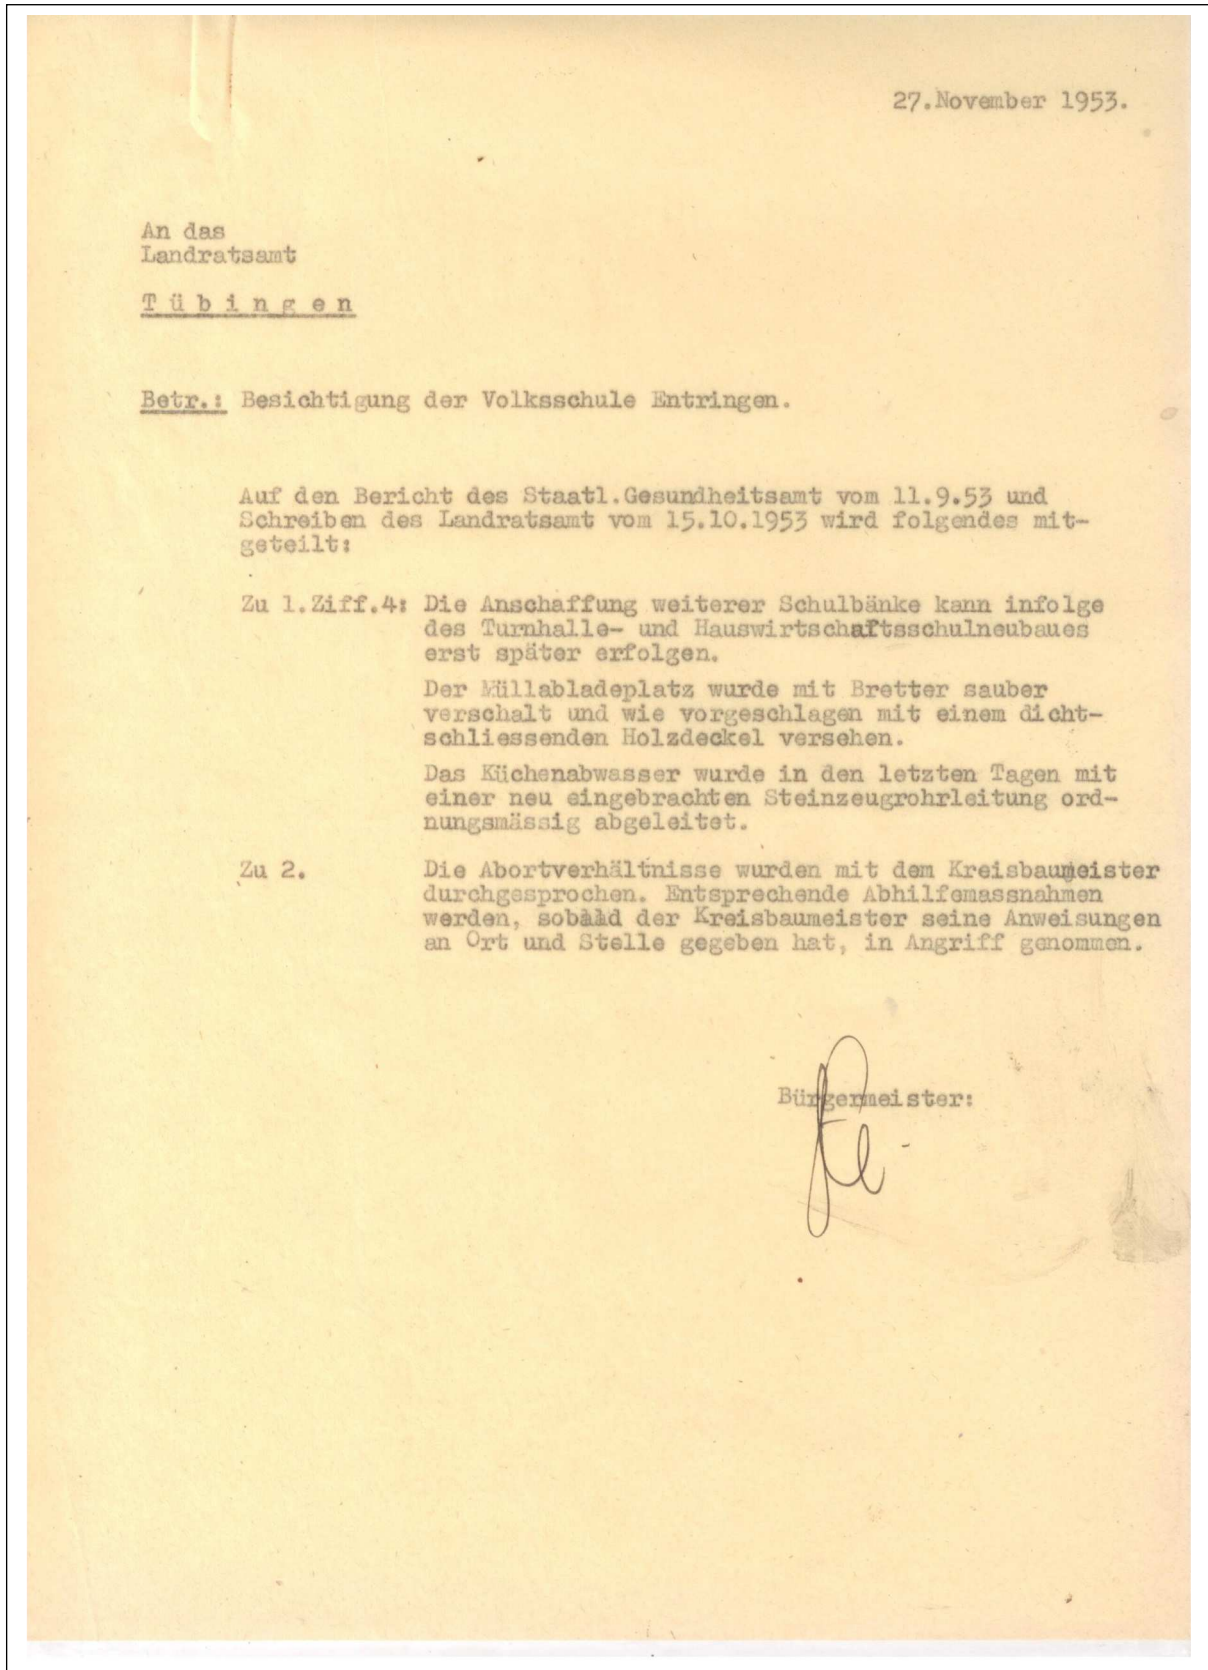 27.November 1953.
An das
Landratsamt
T ü b i n g e n
Betr.: Besichtigung der Volksschule Entringen.
Auf den Bericht des Staatl.Gesundheitsamt vom 11.9.53 und
Schreiben des Landratsamt vom 15.10.1953 wird folgendes mit-
geteilt:
Zu 1.Ziff.4: Die Anschaffung weiterer Schulbänke kann infolge
des Turnhalle- und Hauswirtschaftsschulneubaues
erst später erfolgen.
Der Müllabladeplatz wurde mit Bretter sauber
verschalt und wie vorgeschlagen mit einem dicht-
schliessenden Holzdeckel versehen.
Das Küchenabwasser wurde in den letzten Tagen mit
einer neu eingebrachten Steinzeugrohrleitung ord-
nungsmässig abgeleitet.
Zu 2. Die Abortverhältnisse wurden mit dem Kreisbaumeister
durchgesprochen. Entsprechende Abhilfemassnahmen
werden, sobald der Kreisbaumeister seine Anweisungen
an Ort und Stelle gegeben hat, in Angriff genommen.
Bürgermeister: